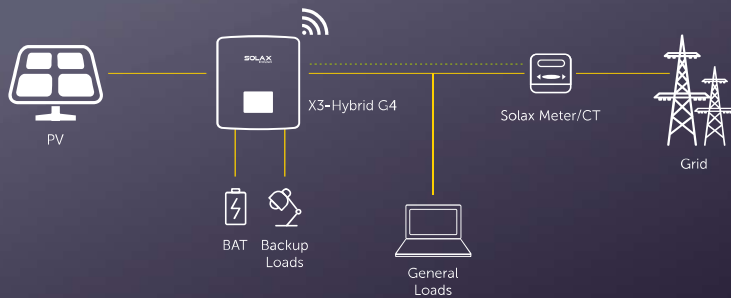 SOLAX
X3-Hybrid G4
Solax Meter/CT
PV
Grid
BAT
Backup
Loads
General
Loads